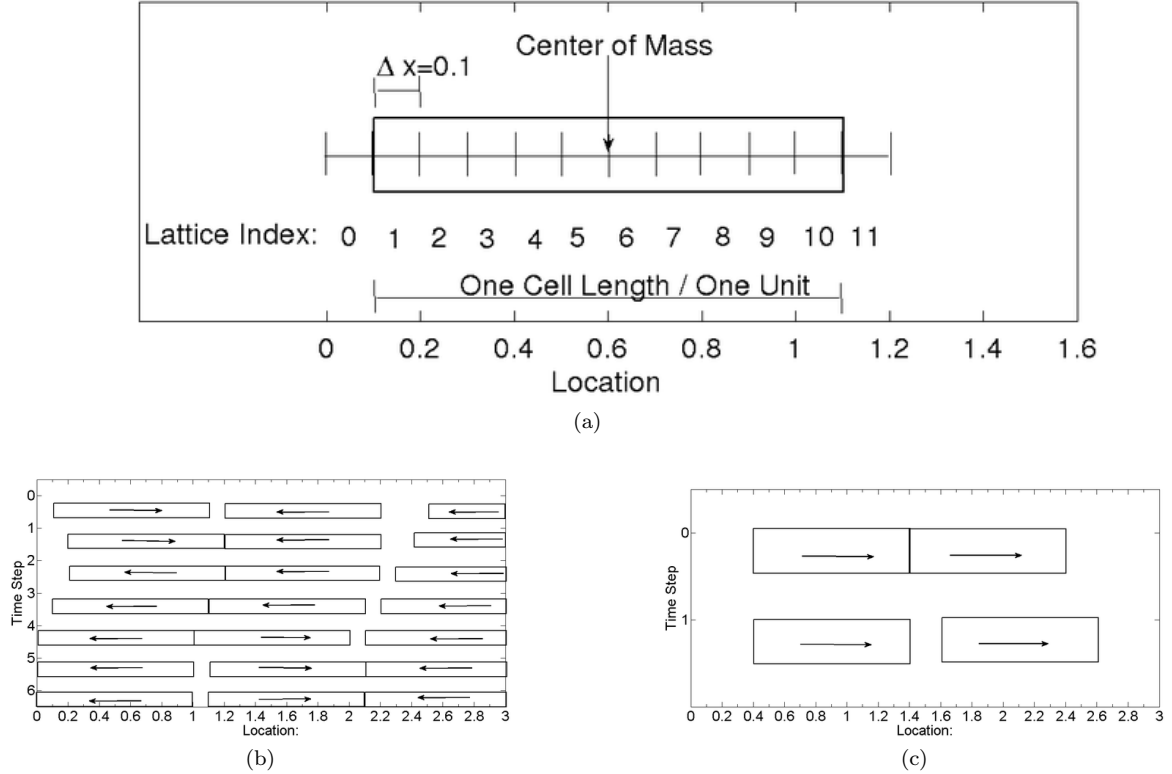 Center of Mass
Δ x=0.1
Lattice Index: 0 1 2 3 4 5 6 7 8 9 10 11
One Cell Length / One Unit
0 0.2 0.4 0.6 0.8 1 1.2 1.4 1.6
Location
(a)
Time Step
0
1
2
3
4
5
6
0 0.2 0.4 0.6 0.8 1 1.2 1.4 1.6 1.8 2 2.2 2.4 2.6 2.8 3
Location:
(b)
Time Step
0
1
0 0.2 0.4 0.6 0.8 1 1.2 1.4 1.6 1.8 2 2.2 2.4 2.6 2.8 3
Location:
(c)